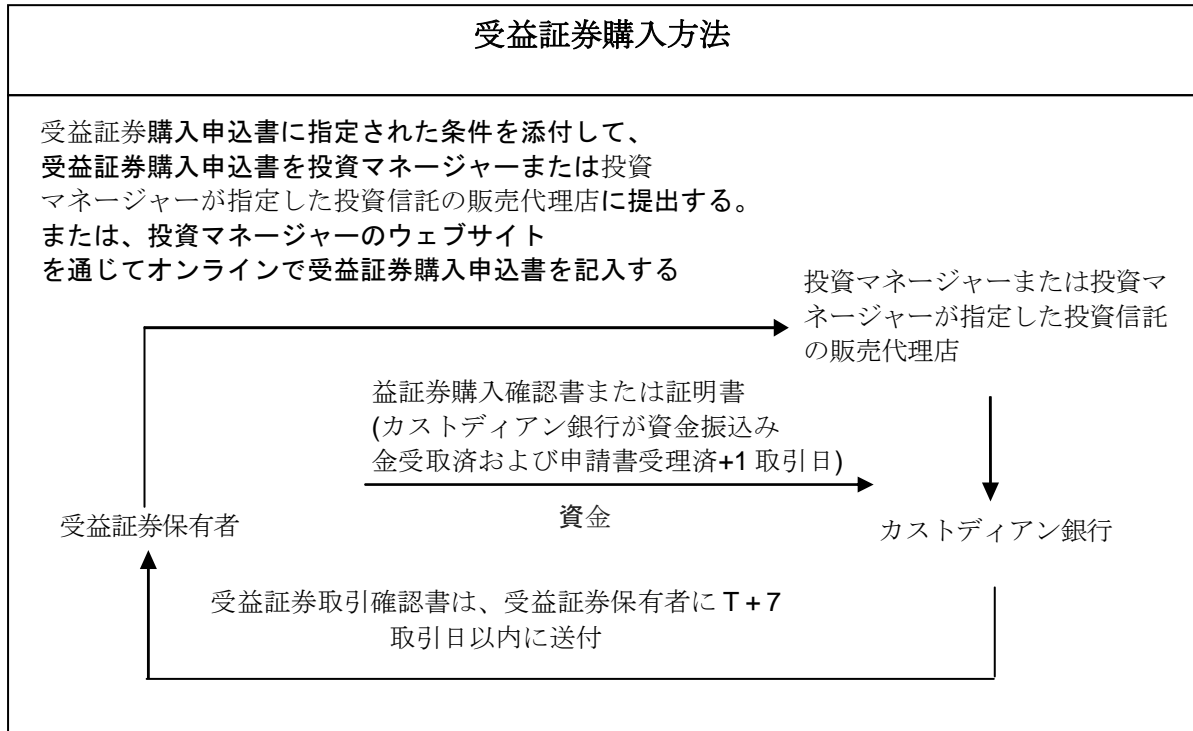 受益証券購入方法
受益証券購入申込書に指定された条件を添付して、
受益証券購入申込書を投資マネージャーまたは投資
マネージャーが指定した投資信託の販売代理店に提出する。
または、投資マネージャーのウェブサイト
を通じてオンラインで受益証券購入申込書を記入する
投資マネージャーまたは投資マ
ネージャーが指定した投資信託
の販売代理店
益証券購入確認書または証明書
(カストディアン銀行が資金振込み
金受取済および申請書受理済+1 取引日)
資金
受益証券保有者
カストディアン銀行
受益証券取引確認書は、受益証券保有者に T + 7
取引日以内に送付